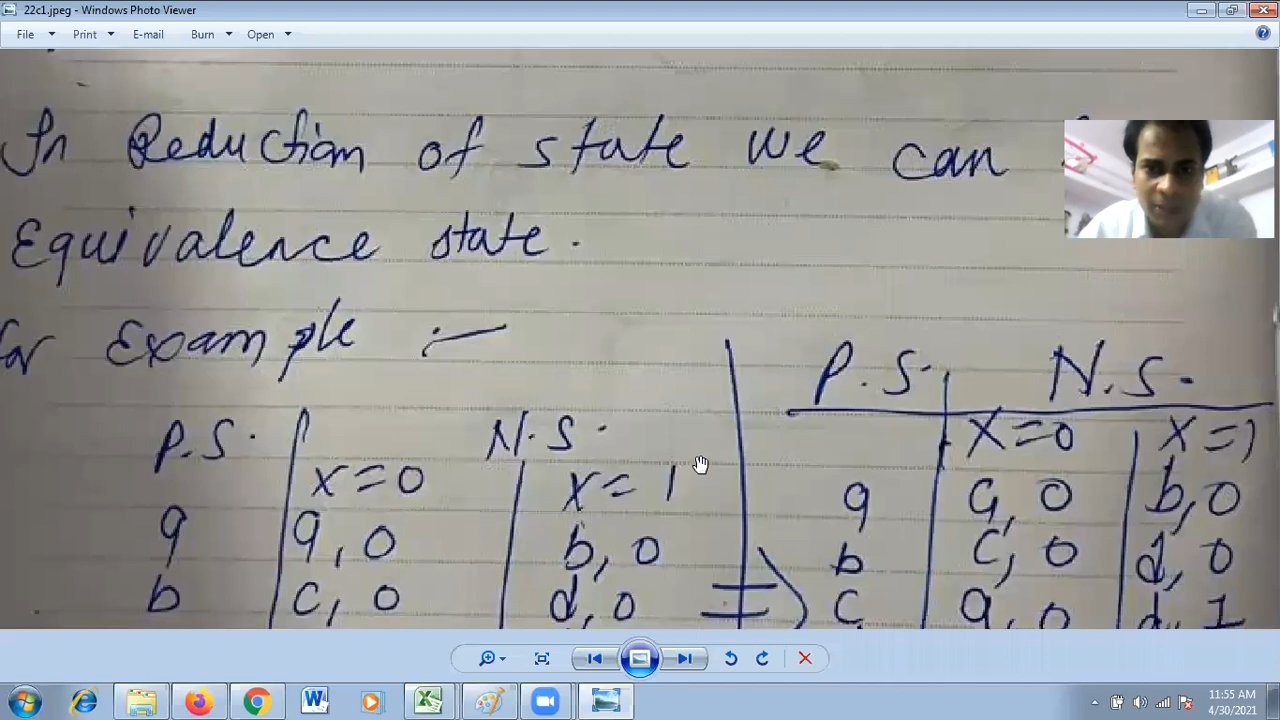 22c1.jpeg - Windows Photo Viewer
File Print E-mail Burn Open
In Reduction of state we can
Equivalence state.
for Example :-
P.S. N.S.
x=0 x=1
a a, 0 b, 0
b c, 0 d, 0
P.S. N.S.
X=0 X=1
a a, 0 b, 0
b c, 0 d, 0
c a, 0 d, 1
11:55 AM
4/30/2021